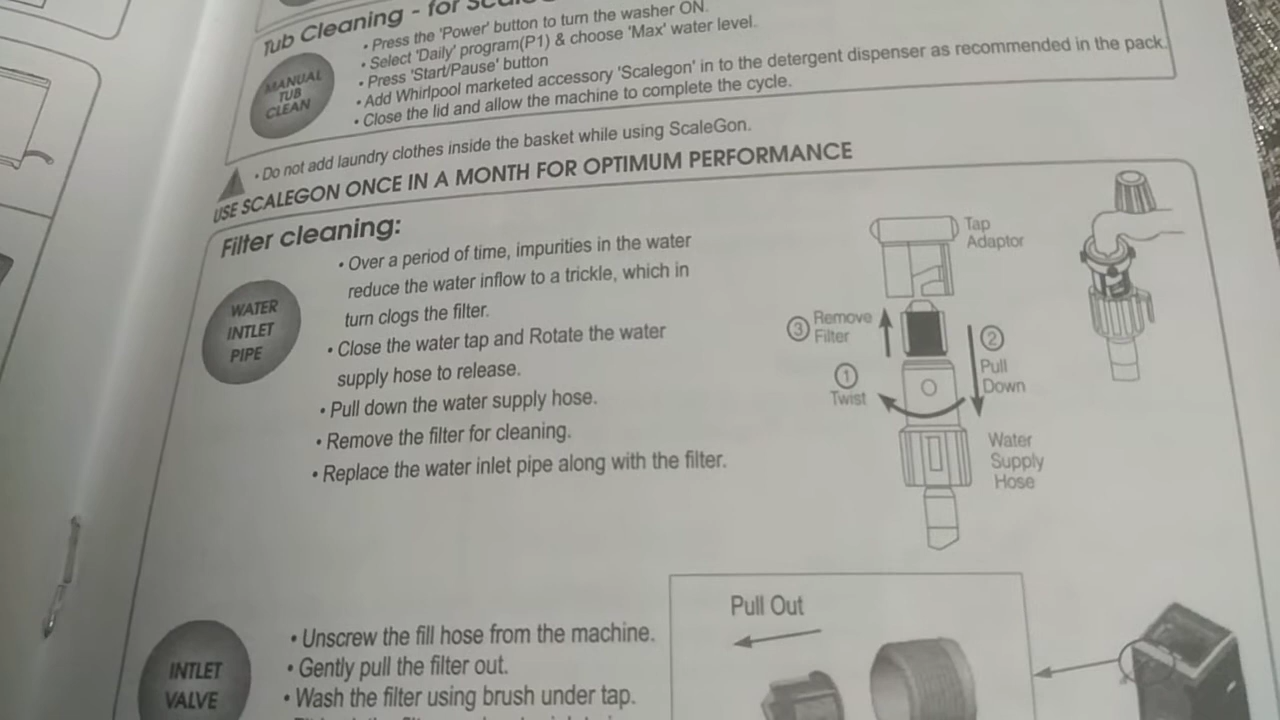 Tub Cleaning - for
• Press the 'Power' button to turn the washer ON.
• Select 'Daily' program(P1) & choose 'Max' water level.
• Press 'Start/Pause' button
• Add Whirlpool marketed accessory 'Scalegon' in to the detergent dispenser as recommended in the pack.
• Close the lid and allow the machine to complete the cycle.
MANUAL
TUB
CLEAN
• Do not add laundry clothes inside the basket while using ScaleGon.
USE SCALEGON ONCE IN A MONTH FOR OPTIMUM PERFORMANCE
Filter cleaning:
WATER
INTLET
PIPE
• Over a period of time, impurities in the water
reduce the water inflow to a trickle, which in
turn clogs the filter.
• Close the water tap and Rotate the water
supply hose to release.
• Pull down the water supply hose.
• Remove the filter for cleaning.
• Replace the water inlet pipe along with the filter.
Tap
Adaptor
3 Remove
Filter
2
Pull
Down
1
Twist
Water
Supply
Hose
INTLET
VALVE
• Unscrew the fill hose from the machine.
• Gently pull the filter out.
• Wash the filter using brush under tap.
Pull Out